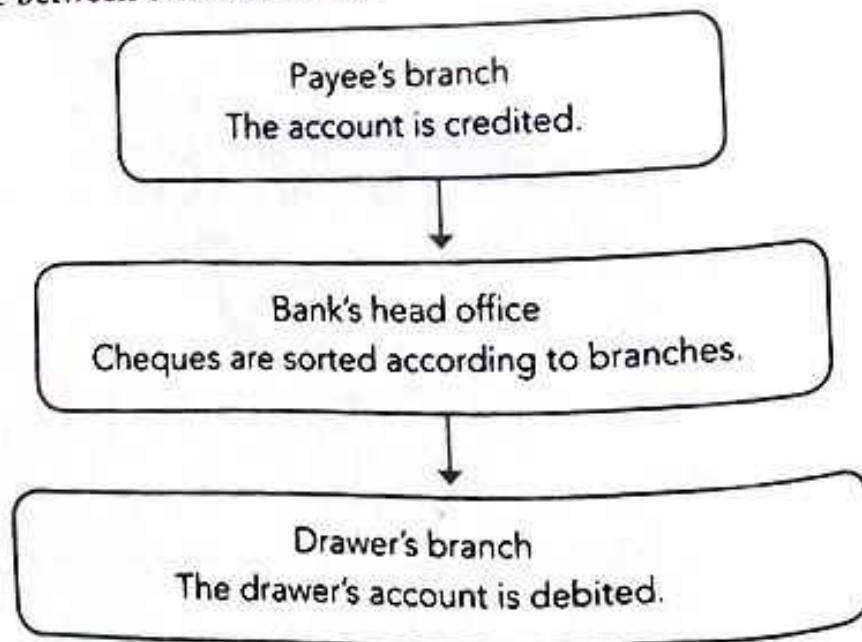 between
Payee's branch
The account is credited.
Bank's head office
Cheques are sorted according to branches.
Drawer's branch
The drawer's account is debited.